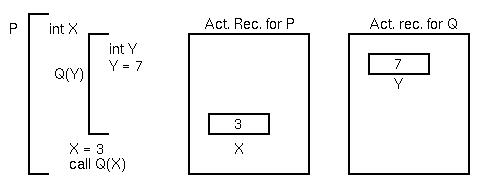 P
int X
Q(Y)
int Y
Y = 7
X = 3
call Q(X)
Act. Rec. for P
3
X
Act. rec. for Q
7
Y